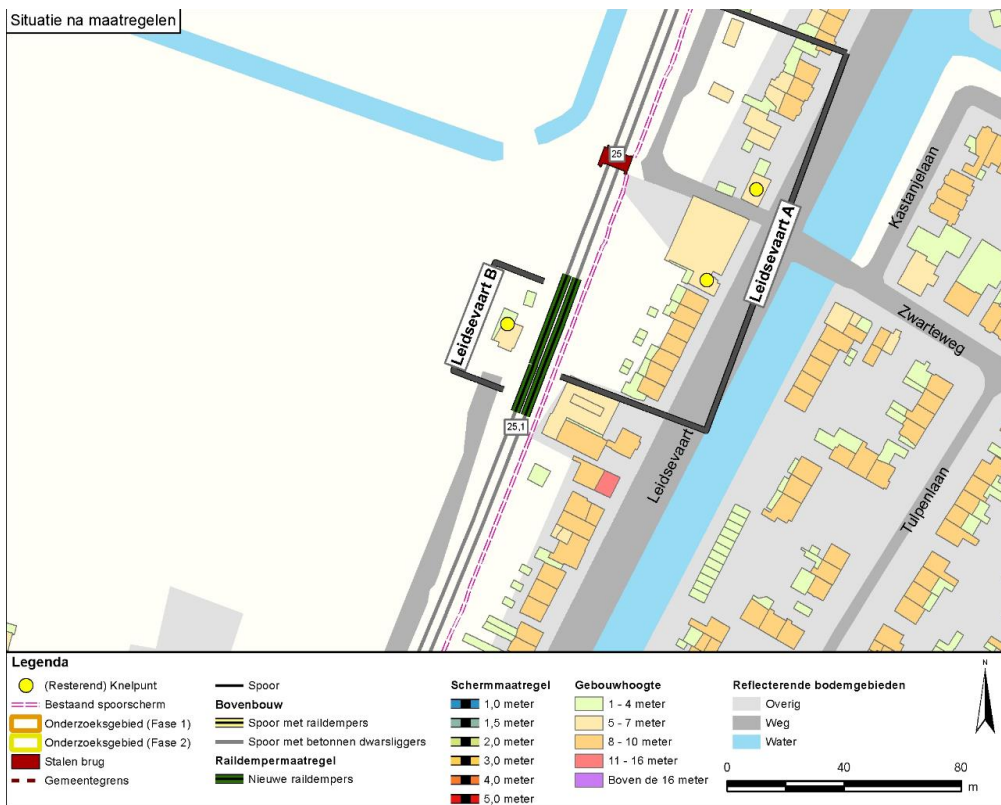 Situatie na maatregelen
25
Kastanjelaan
Leidsevaart A
Leidsevaart B
Zwarteweg
25,1
Leidsevaart
Tulpenlaan
Legenda
(Resterend) Knelpunt
Bestaand spoorscherm
Onderzoeksgebied (Fase 1)
Onderzoeksgebied (Fase 2)
Stalen brug
Gemeentegrens
Spoor
Bovenbouw
Spoor met raildempers
Spoor met betonnen dwarsliggers
Raildempermaatregel
Nieuwe raildempers
Schermmaatregel
1,0 meter
1,5 meter
2,0 meter
3,0 meter
4,0 meter
5,0 meter
Gebouwhoogte
1 - 4 meter
5 - 7 meter
8 - 10 meter
11 - 16 meter
Boven de 16 meter
Reflecterende bodemgebieden
Overig
Weg
Water
N
0 40 80
m